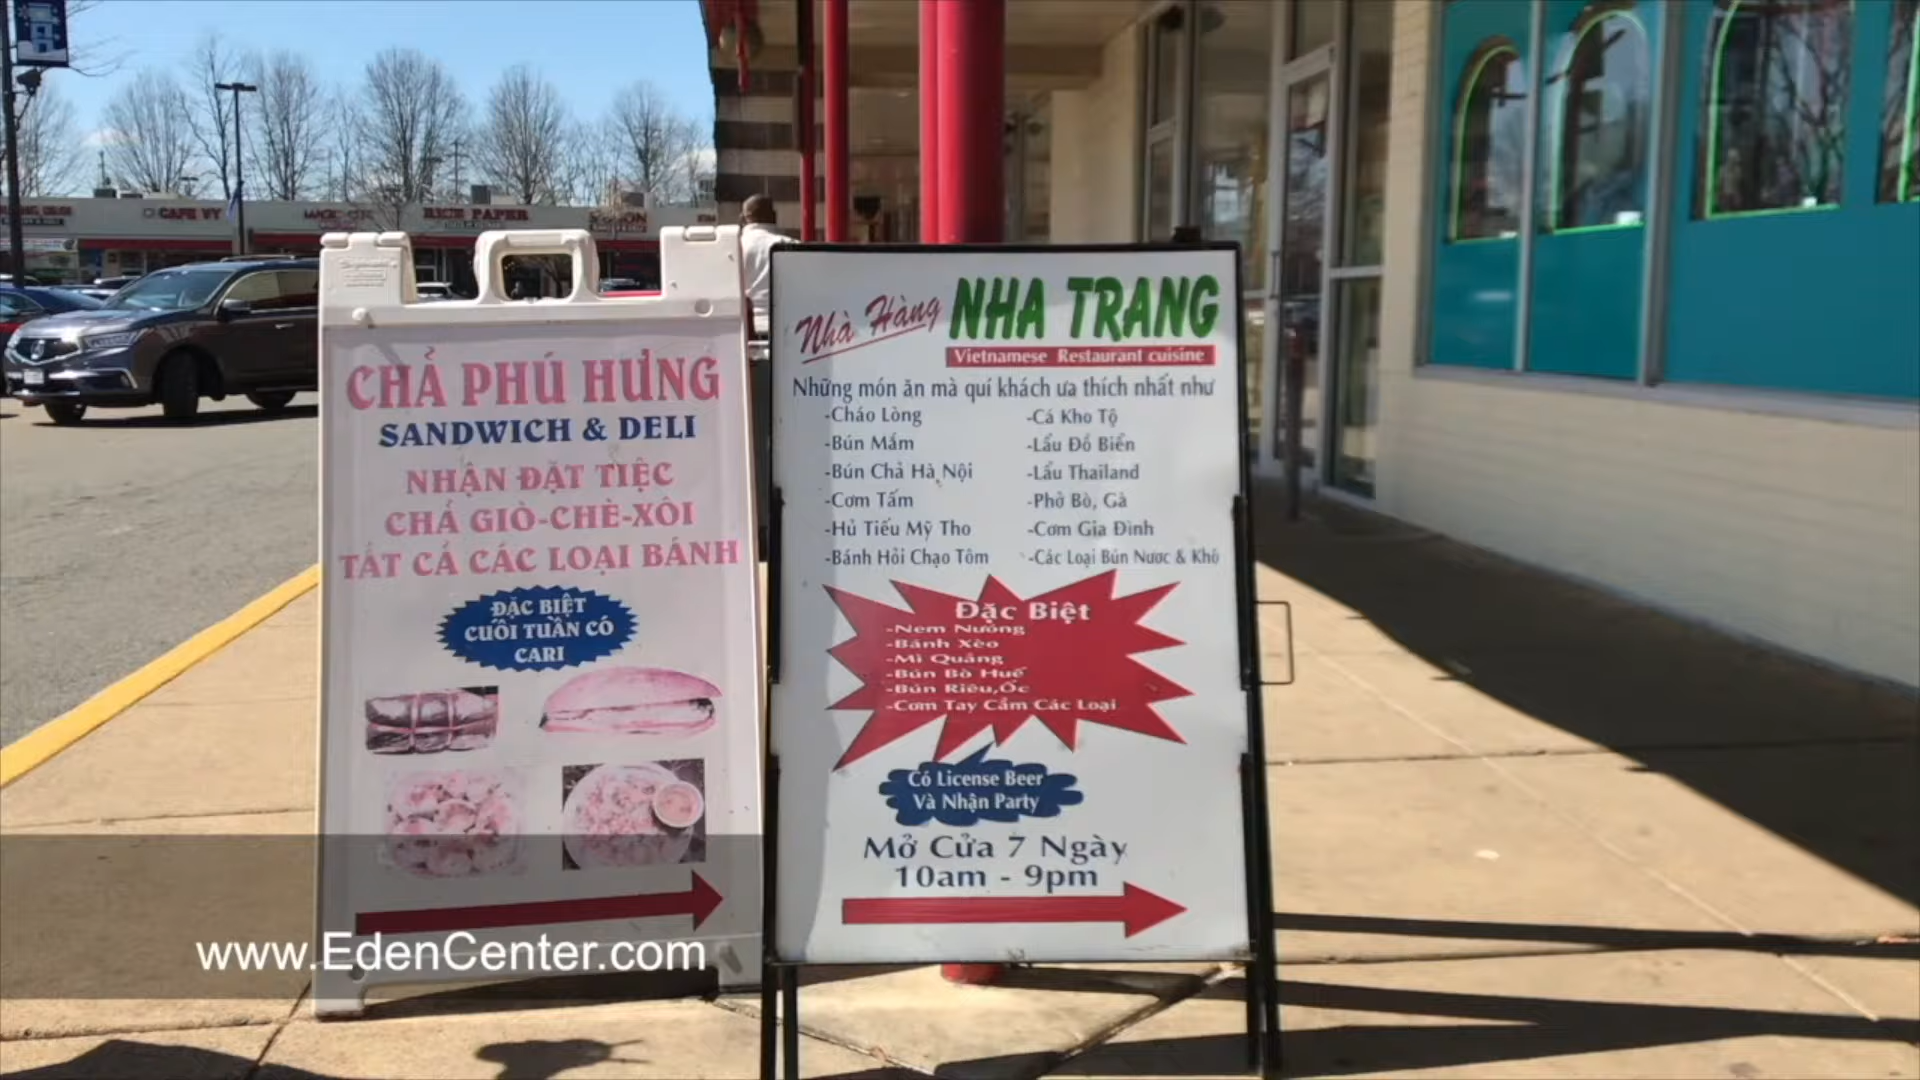 CAFE VY
RICE PAPER
CHẢ PHÚ HƯNG
SANDWICH & DELI
NHẬN ĐẶT TIỆC
CHẢ GIÒ-CHÈ-XÔI
TẤT CẢ CÁC LOẠI BÁNH
ĐẶC BIỆT
CUỐI TUẦN CÓ
CARI
Nhà Hàng NHA TRANG
Vietnamese Restaurant cuisine
Những món ăn mà quí khách ưa thích nhất như
-Cháo Lòng
-Bún Mắm
-Bún Chả Hà Nội
-Cơm Tấm
-Hủ Tiếu Mỹ Tho
-Bánh Hỏi Chạo Tôm
-Cá Kho Tộ
-Lẩu Đồ Biển
-Lẩu Thailand
-Phở Bò, Gà
-Cơm Gia Đình
-Các Loại Bún Nước & Khô
Đặc Biệt
-Nem Nướng
-Bánh Xèo
-Mì Quảng
-Bún Bò Huế
-Bún Riêu,Ốc
-Cơm Tay Cầm Các Loại
Có License Beer
Và Nhận Party
Mở Cửa 7 Ngày
10am - 9pm
www.EdenCenter.com